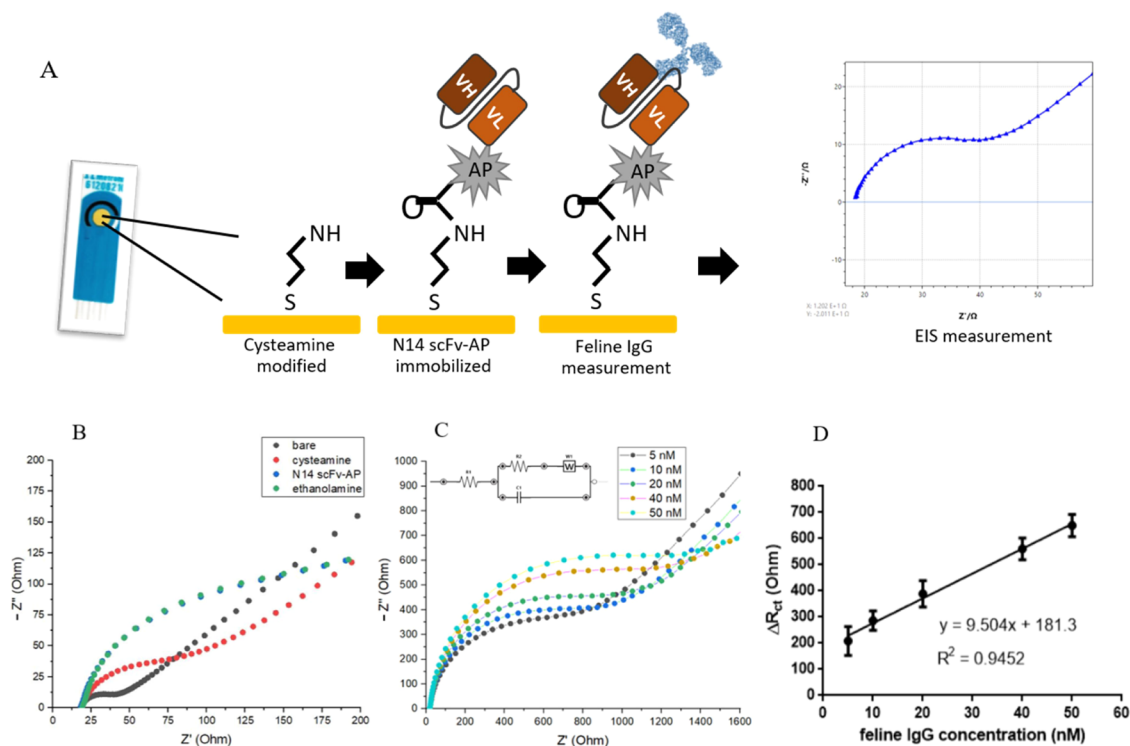 A
VH
VL
AP
O
NH
S
NH
S
VH
VL
AP
O
NH
S
Cysteamine
modified
N14 scFv-AP
immobilized
Feline IgG
measurement
-Z''/Ω
20
10
0
-10
20
30
40
50
Z'/Ω
EIS measurement
B
bare
cysteamine
N14 scFv-AP
ethanolamine
− Z'' (Ohm)
200
175
150
125
100
75
50
25
0
25
50
75
100
125
150
175
200
Z' (Ohm)
C
R1
R2
W1
W
C1
5 nM
10 nM
20 nM
40 nM
50 nM
− Z'' (Ohm)
1000
900
800
700
600
500
400
300
200
100
0
0
200
400
600
800
1000
1200
1400
1600
Z' (Ohm)
D
ΔRct (Ohm)
800
700
600
500
400
300
200
100
0
y = 9.504x + 181.3
R² = 0.9452
0
10
20
30
40
50
60
feline IgG concentration (nM)